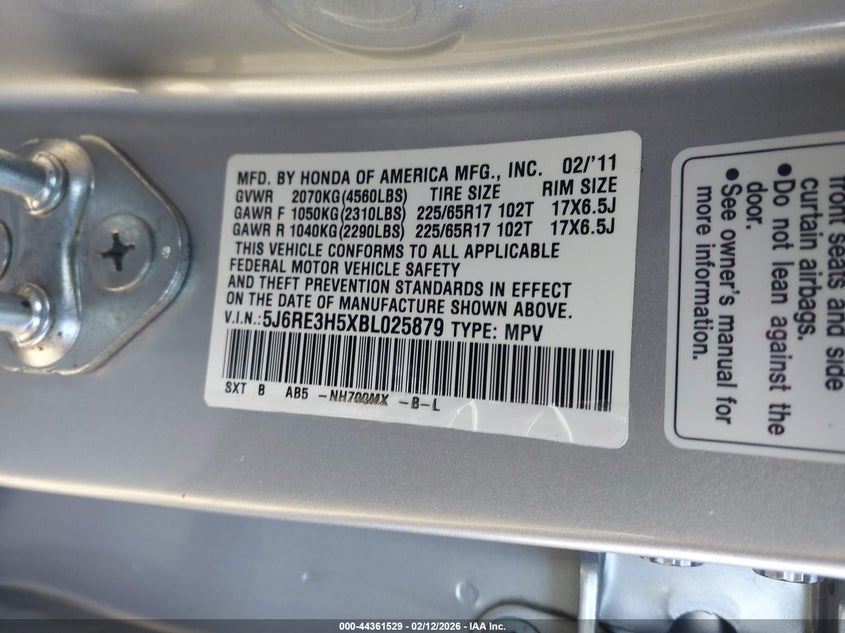 MFD. BY HONDA OF AMERICA MFG., INC. 02/'11
GVWR 2070KG(4560LBS) TIRE SIZE RIM SIZE
GAWR F 1050KG(2310LBS) 225/65R17 102T 17X6.5J
GAWR R 1040KG(2290LBS) 225/65R17 102T 17X6.5J
THIS VEHICLE CONFORMS TO ALL APPLICABLE
FEDERAL MOTOR VEHICLE SAFETY
AND THEFT PREVENTION STANDARDS IN EFFECT
ON THE DATE OF MANUFACTURE SHOWN ABOVE.
V.I.N.:5J6RE3H5XBL025879 TYPE: MPV
SXT B AB5 -NH700MX -B-L
front seats and side
curtain airbags.
•Do not lean against the
door.
•See owner's manual for
more information.
000-44361529 - 02/12/2026 - IAA Inc.